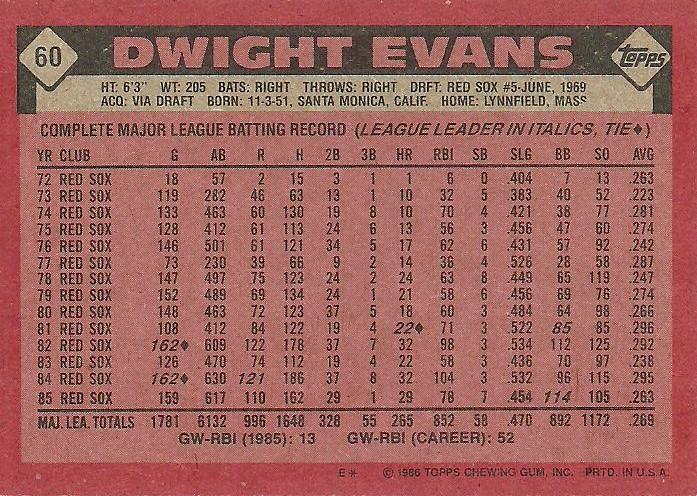 60
DWIGHT EVANS
topps
HT: 6'3" WT: 205 BATS: RIGHT THROWS: RIGHT DRFT: RED SOX #5-JUNE, 1969
ACQ: VIA DRAFT BORN: 11-3-51, SANTA MONICA, CALIF. HOME: LYNNFIELD, MASS
COMPLETE MAJOR LEAGUE BATTING RECORD (LEAGUE LEADER IN ITALICS, TIE♦)
YR CLUB G AB R H 2B 3B HR RBI SB SLG BB SO AVG
72 RED SOX 18 57 2 15 3 1 1 6 0 .404 7 13 .263
73 RED SOX 119 282 46 63 13 1 10 32 5 .383 40 52 .223
74 RED SOX 133 463 60 130 19 8 10 70 4 .421 38 77 .281
75 RED SOX 128 412 61 113 24 6 13 56 3 .456 47 60 .274
76 RED SOX 146 501 61 121 34 5 17 62 6 .431 57 92 .242
77 RED SOX 73 230 39 66 9 2 14 36 4 .526 28 58 .287
78 RED SOX 147 497 75 123 24 2 24 63 8 .449 65 119 .247
79 RED SOX 152 489 69 134 24 1 21 58 6 .456 69 76 .274
80 RED SOX 148 463 72 123 37 5 18 60 3 .484 64 98 .266
81 RED SOX 108 412 84 122 19 4 22♦ 71 3 .522 85 85 .296
82 RED SOX 162♦ 609 122 178 37 7 32 98 3 .534 112 125 .292
83 RED SOX 126 470 74 112 19 4 22 58 3 .436 70 97 .238
84 RED SOX 162♦ 630 121 186 37 8 32 104 3 .532 96 115 .295
85 RED SOX 159 617 110 162 29 1 29 78 7 .454 114 105 .263
MAJ. LEA. TOTALS 1781 6132 996 1648 328 55 265 852 58 .470 892 1172 .269
GW-RBI (1985): 13 GW-RBI (CAREER): 52
E* © 1986 TOPPS CHEWING GUM, INC. PRTD. IN U.S.A.